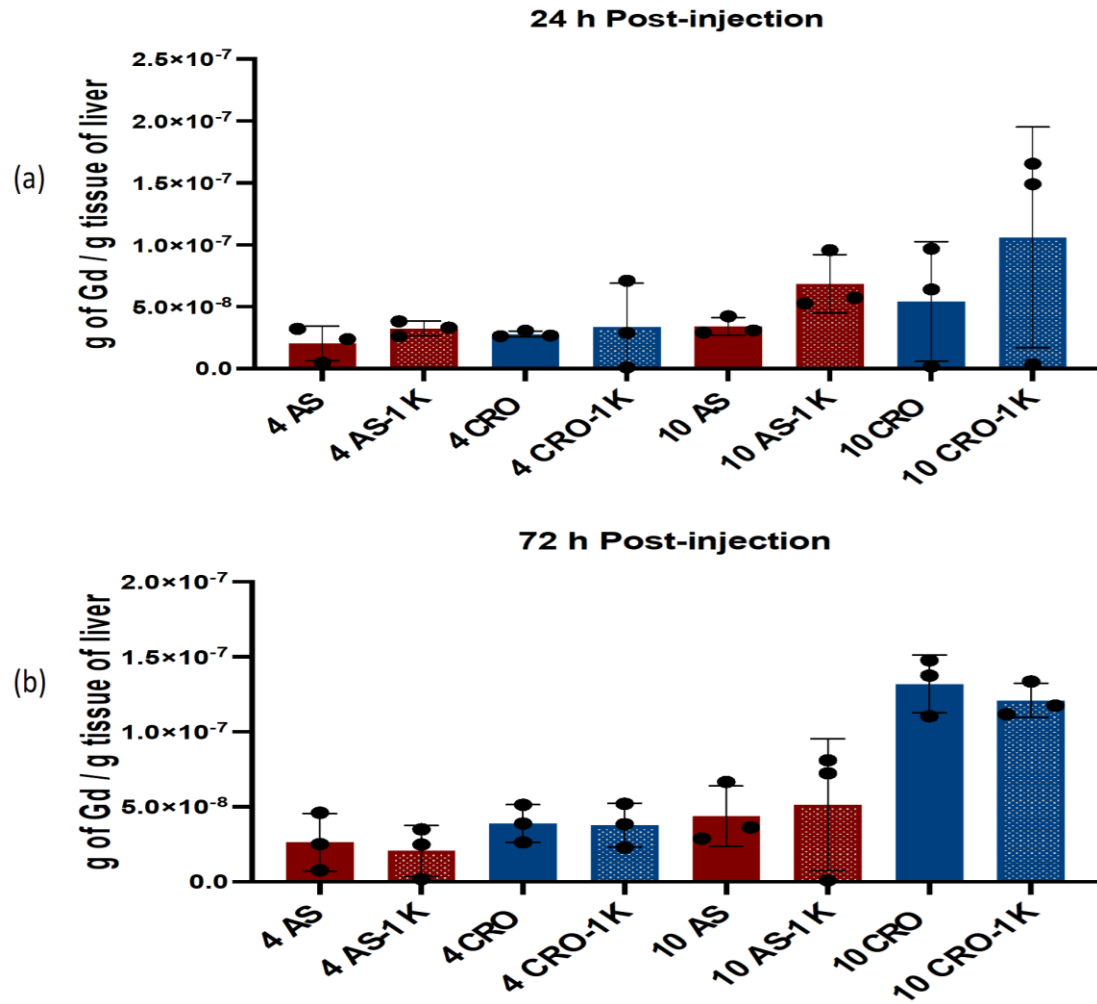 24 h Post-injection
(a)
g of Gd / g tissue of liver
2.5×10⁻⁷
2.0×10⁻⁷
1.5×10⁻⁷
1.0×10⁻⁷
5.0×10⁻⁸
0.0
4 AS
4 AS-1 K
4 CRO
4 CRO-1K
10 AS
10 AS-1 K
10 CRO
10 CRO-1K
72 h Post-injection
(b)
g of Gd / g tissue of liver
2.0×10⁻⁷
1.5×10⁻⁷
1.0×10⁻⁷
5.0×10⁻⁸
0.0
4 AS
4 AS-1 K
4 CRO
4 CRO-1K
10 AS
10 AS-1 K
10 CRO
10 CRO-1K